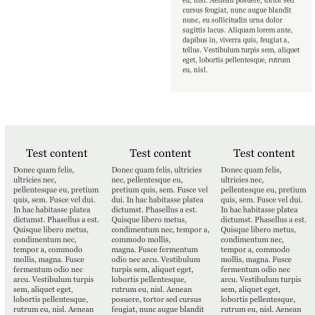 eu, nisl. Aenean posuere, tortor sed
cursus feugiat, nunc augue blandit
nunc, eu sollicitudin urna dolor
sagittis lacus. Aliquam lorem ante,
dapibus in, viverra quis, feugiat a,
tellus. Vestibulum turpis sem, aliquet
eget, lobortis pellentesque, rutrum
eu, nisl.
Test content
Donec quam felis,
ultricies nec,
pellentesque eu, pretium
quis, sem. Fusce vel dui.
In hac habitasse platea
dictumst. Phasellus a est.
Quisque libero metus,
condimentum nec,
tempor a, commodo
mollis, magna. Fusce
fermentum odio nec
arcu. Vestibulum turpis
sem, aliquet eget,
lobortis pellentesque,
rutrum eu, nisl. Aenean
Test content
Donec quam felis, ultricies
nec, pellentesque eu,
pretium quis, sem. Fusce vel
dui. In hac habitasse platea
dictumst. Phasellus a est.
Quisque libero metus,
condimentum nec, tempor a,
commodo mollis,
magna. Fusce fermentum
odio nec arcu. Vestibulum
turpis sem, aliquet eget,
lobortis pellentesque,
rutrum eu, nisl. Aenean
posuere, tortor sed cursus
feugiat, nunc augue blandit
Test content
Donec quam felis,
ultricies nec,
pellentesque eu, pretium
quis, sem. Fusce vel dui.
In hac habitasse platea
dictumst. Phasellus a est.
Quisque libero metus,
condimentum nec,
tempor a, commodo
mollis, magna. Fusce
fermentum odio nec
arcu. Vestibulum turpis
sem, aliquet eget,
lobortis pellentesque,
rutrum eu, nisl. Aenean